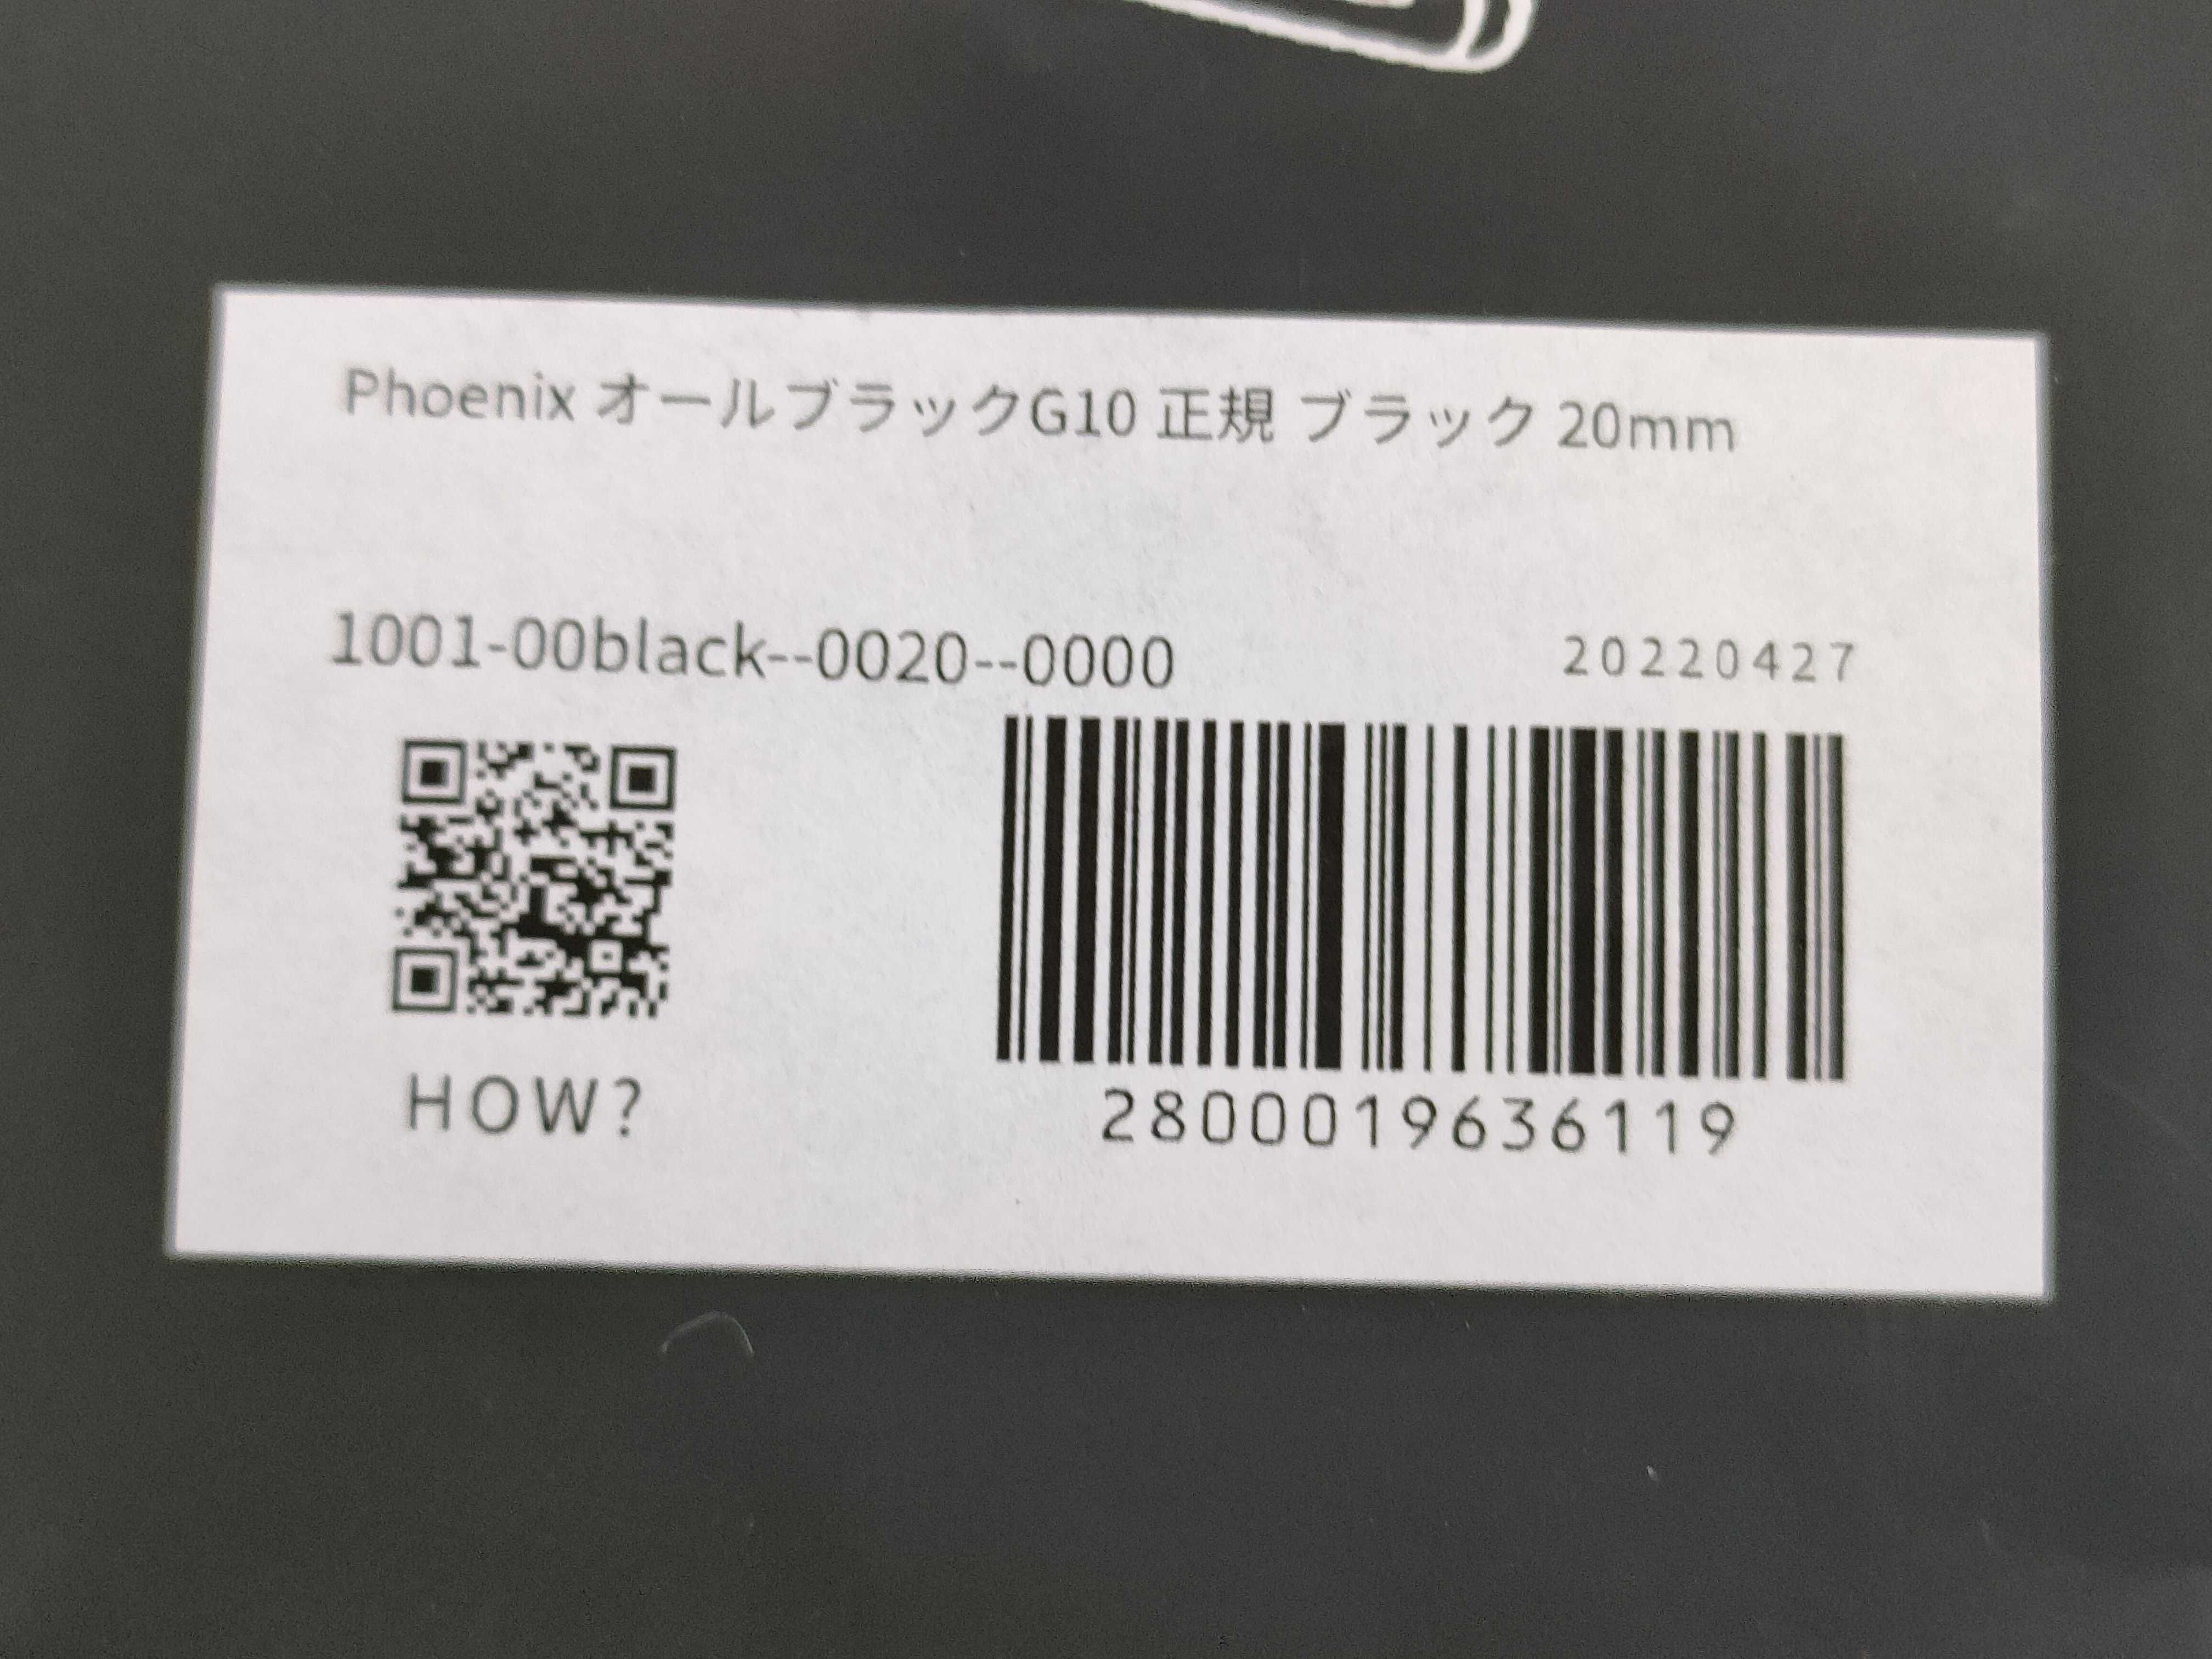 Phoenix オールブラックG10 正規 ブラック 20mm
1001-00black--0020--0000
20220427
HOW?
2800019636119